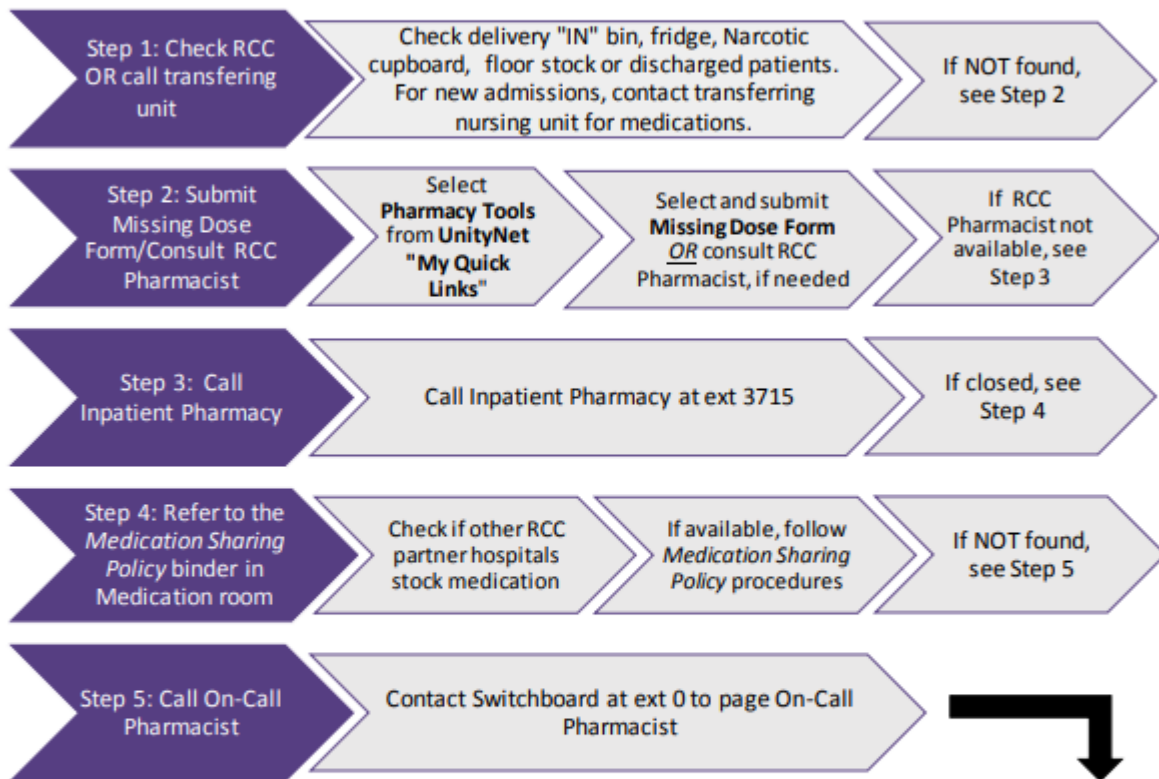 Step 1: Check RCC
OR call transfering
unit
Check delivery "IN" bin, fridge, Narcotic
cupboard, floor stock or discharged patients.
For new admissions, contact transferring
nursing unit for medications.
If NOT found,
see Step 2
Step 2: Submit
Missing Dose
Form/Consult RCC
Pharmacist
Select
Pharmacy Tools
from UnityNet
"My Quick
Links"
Select and submit
Missing Dose Form
OR consult RCC
Pharmacist, if needed
If RCC
Pharmacist not
available, see
Step 3
Step 3: Call
Inpatient Pharmacy
Call Inpatient Pharmacy at ext 3715
If closed, see
Step 4
Step 4: Refer to the
Medication Sharing
Policy binder in
Medication room
Check if other RCC
partner hospitals
stock medication
If available, follow
Medication Sharing
Policy procedures
If NOT found,
see Step 5
Step 5: Call On-Call
Pharmacist
Contact Switchboard at ext 0 to page On-Call
Pharmacist